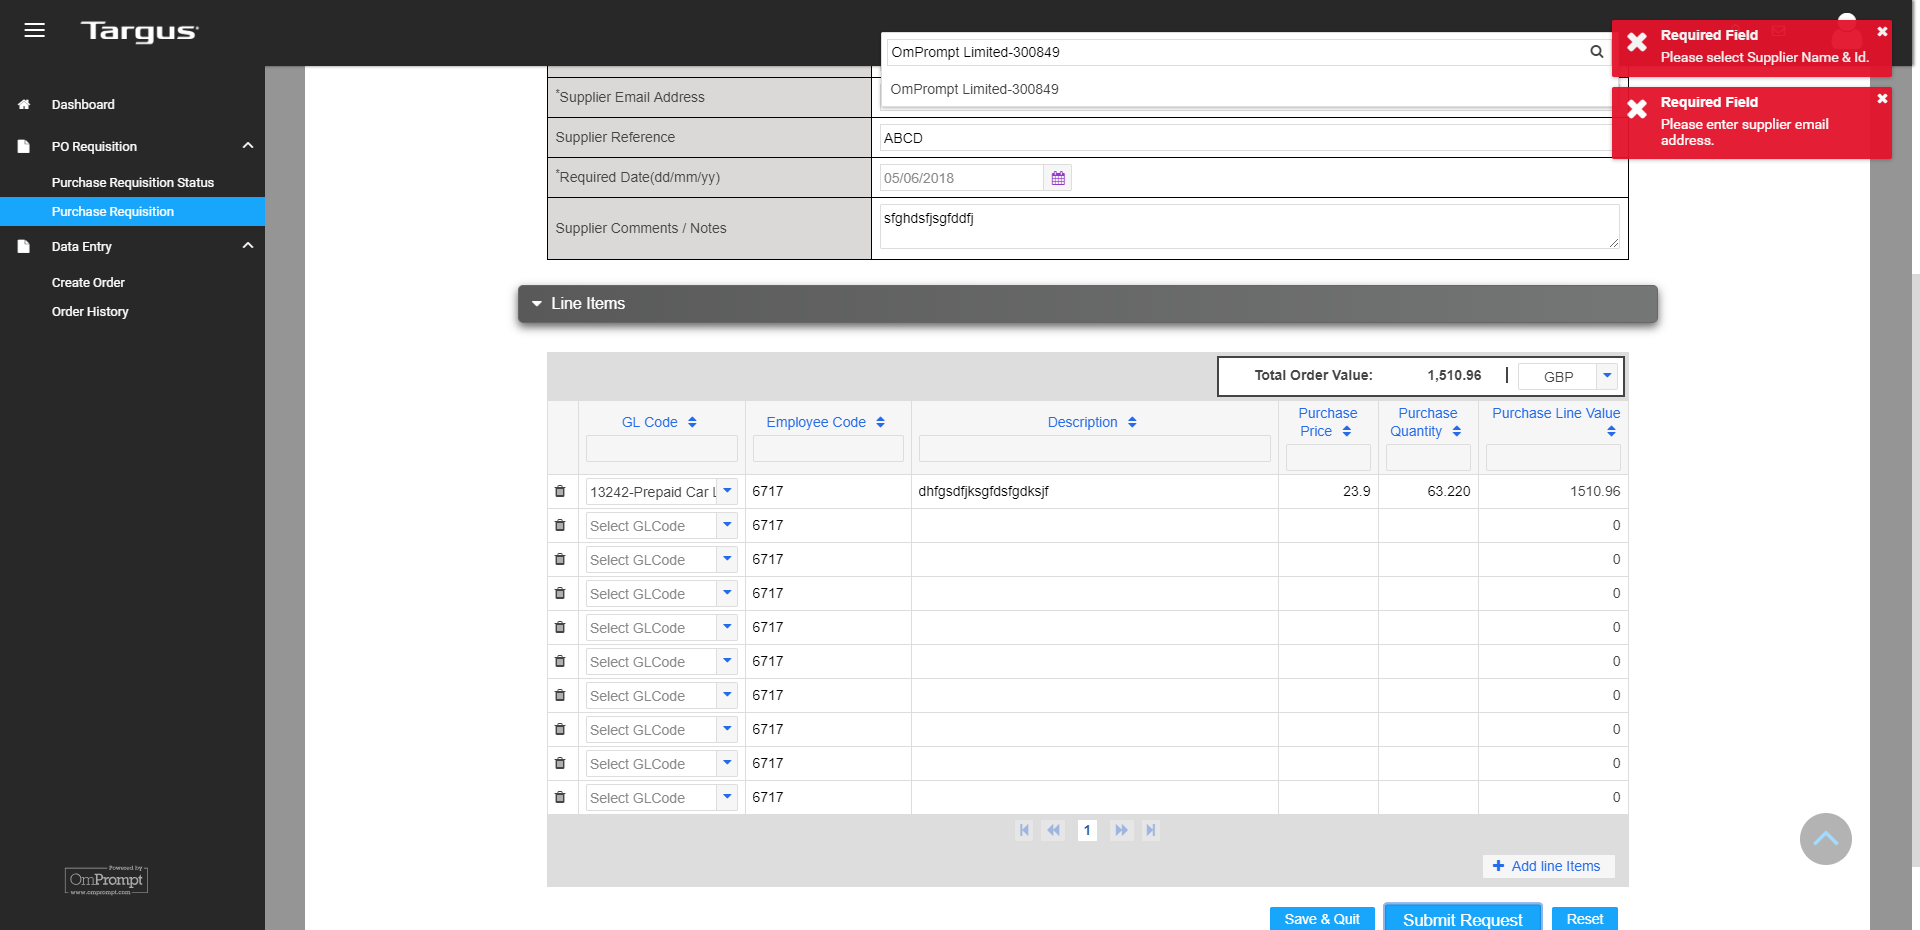 Targus
Dashboard
PO Requisition
Purchase Requisition Status
Purchase Requisition
Data Entry
Create Order
Order History
Powered by
OmPrompt
www.omprompt.com
OmPrompt Limited-300849
OmPrompt Limited-300849
Required Field
Please select Supplier Name & Id.
Required Field
Please enter supplier email
address.
*Supplier Email Address
Supplier Reference
ABCD
*Required Date(dd/mm/yy)
05/06/2018
Supplier Comments / Notes
sfghdsfjsgfddfj
Line Items
Total Order Value: 1,510.96 | GBP
GL Code Employee Code Description Purchase Price Purchase Quantity Purchase Line Value
13242-Prepaid Car 6717 dhfgsdfjksgfdsfgdksjf 23.9 63.220 1510.96
Select GLCode 6717 0
Select GLCode 6717 0
Select GLCode 6717 0
Select GLCode 6717 0
Select GLCode 6717 0
Select GLCode 6717 0
Select GLCode 6717 0
Select GLCode 6717 0
Select GLCode 6717 0
1
+ Add line Items
Save & Quit Submit Request Reset